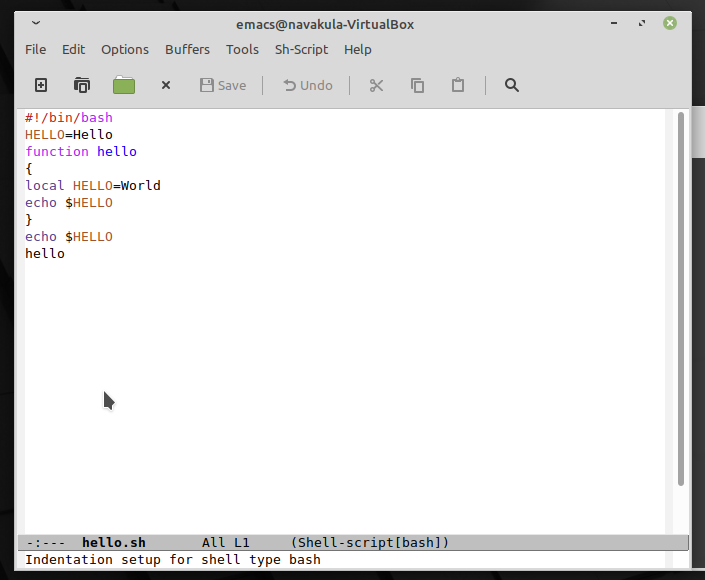 emacs@navakula-VirtualBox
File Edit Options Buffers Tools Sh-Script Help
Save Undo
#!/bin/bash
HELLO=Hello
function hello
{
local HELLO=World
echo $HELLO
}
echo $HELLO
hello
-:--- hello.sh All L1 (Shell-script[bash])
Indentation setup for shell type bash